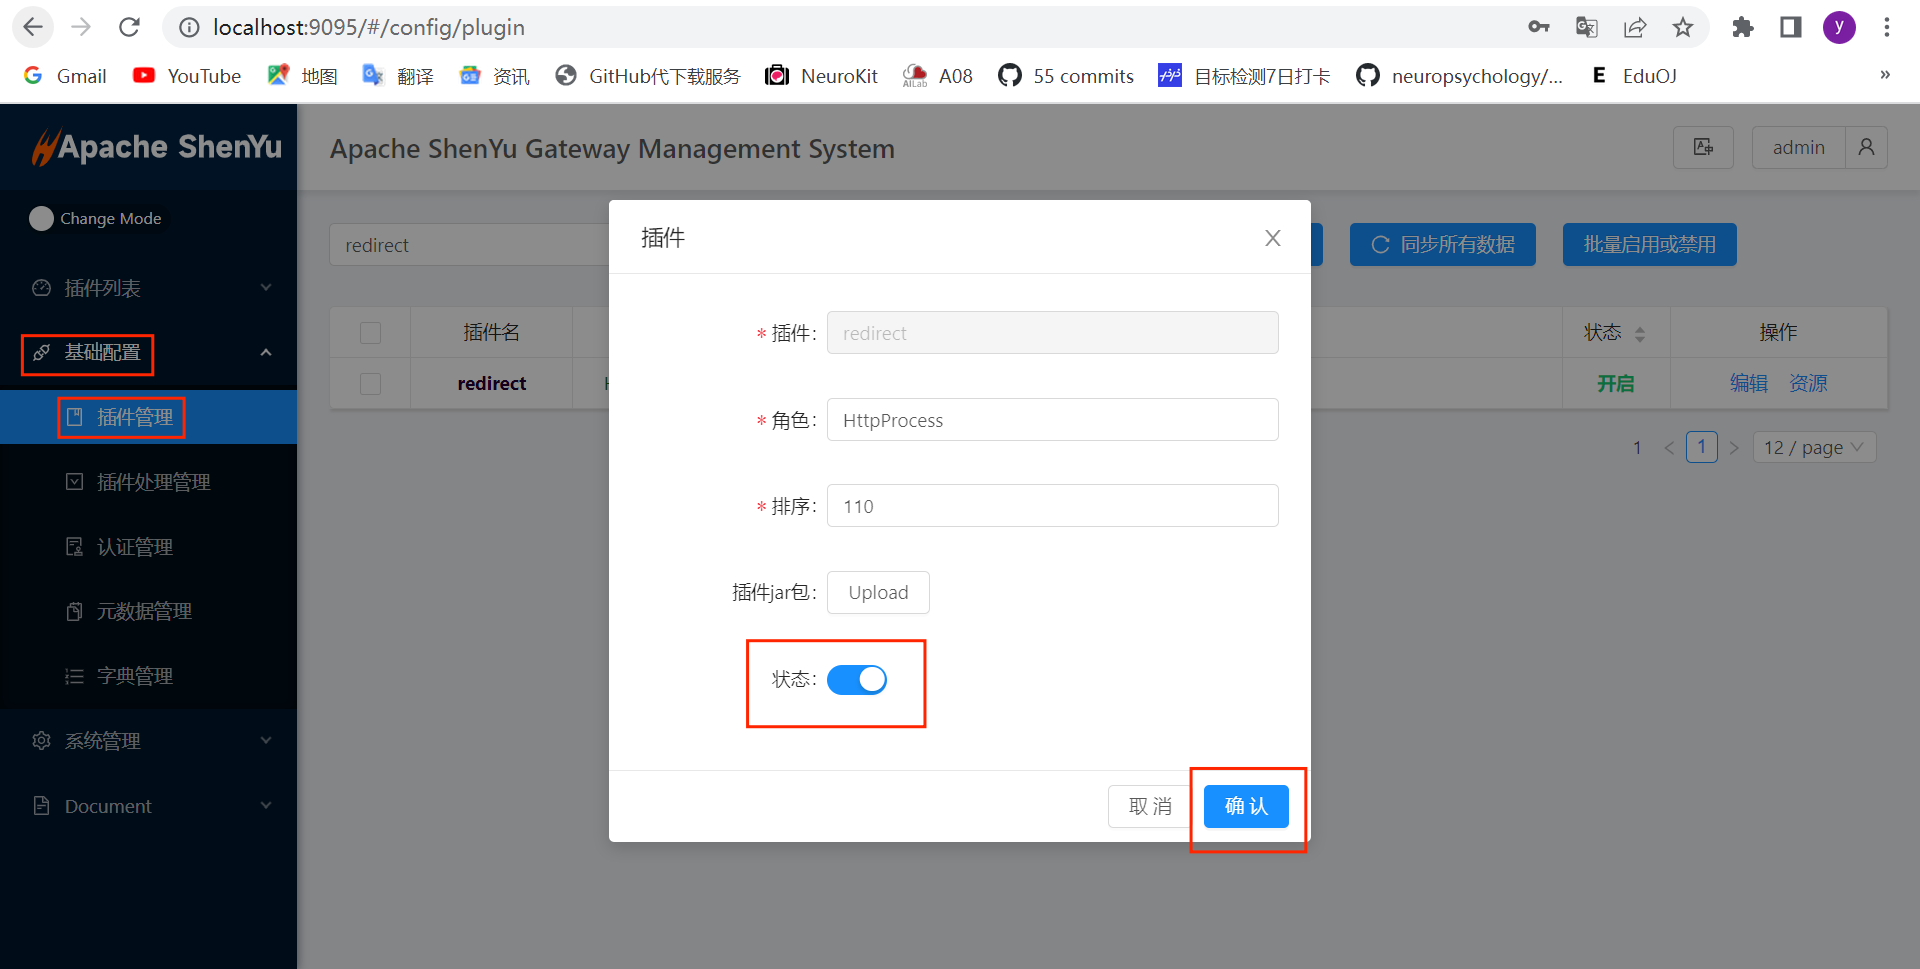 localhost:9095/#/config/plugin
y
Gmail YouTube 地图 翻译 资讯 GitHub代下载服务 NeuroKit AILab A08 55 commits 目标检测7日打卡 neuropsychology/... E EduOJ »
Apache ShenYu
Apache ShenYu Gateway Management System
admin
Change Mode
插件列表
基础配置
插件管理
插件处理管理
认证管理
元数据管理
字典管理
系统管理
Document
redirect
同步所有数据
批量启用或禁用
插件名
状态
操作
redirect
H
开启
编辑 资源
1 < 1 > 12 / page
插件
* 插件: redirect
* 角色: HttpProcess
* 排序: 110
插件jar包: Upload
状态:
取 消
确 认